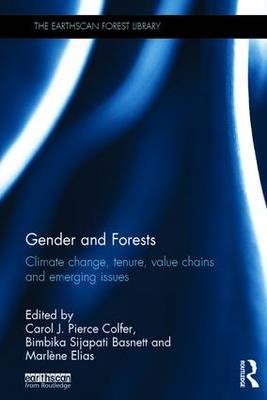 THE EARTHSCAN FOREST LIBRARY
Gender and Forests
Climate change, tenure, value chains
and emerging issues
Edited by
Carol J. Pierce Colfer,
Bimbika Sijapati Basnett and
Marlène Elias
earthscan
from Routledge
Routledge